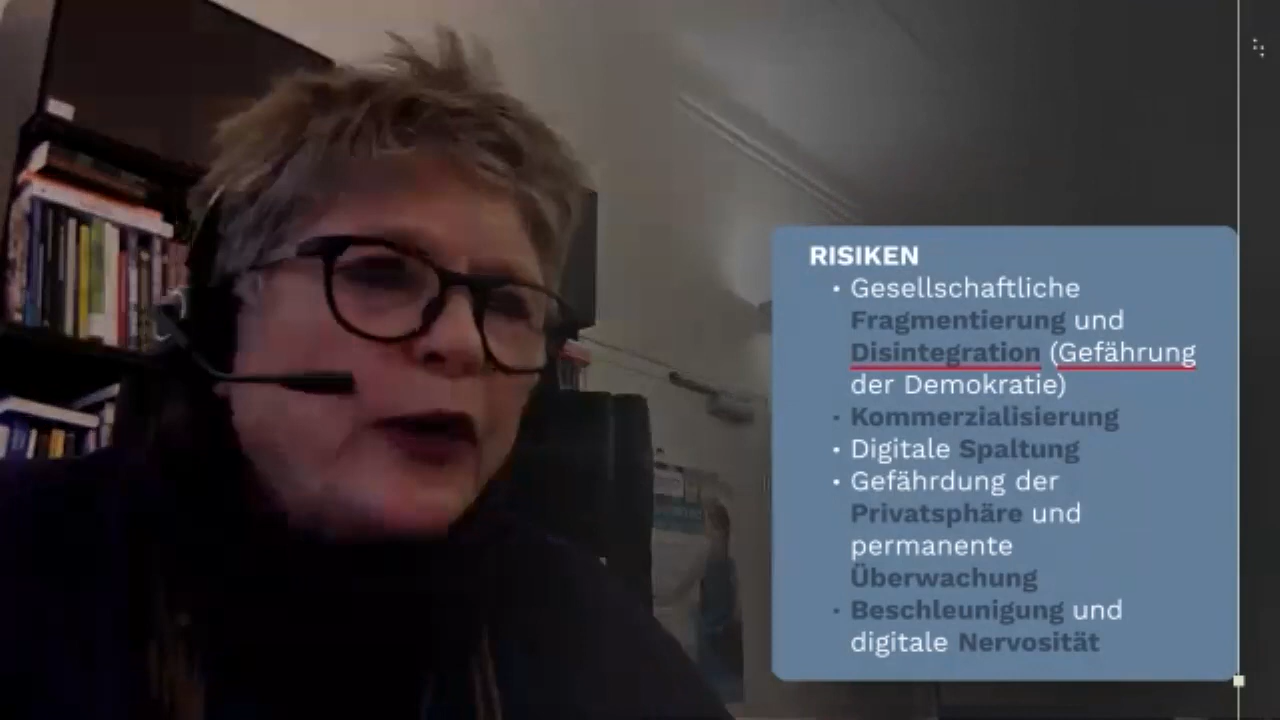 RISIKEN
• Gesellschaftliche
Fragmentierung und
Disintegration (Gefährung
der Demokratie)
• Kommerzialisierung
• Digitale Spaltung
• Gefährdung der
Privatsphäre und
permanente
Überwachung
• Beschleunigung und
digitale Nervosität